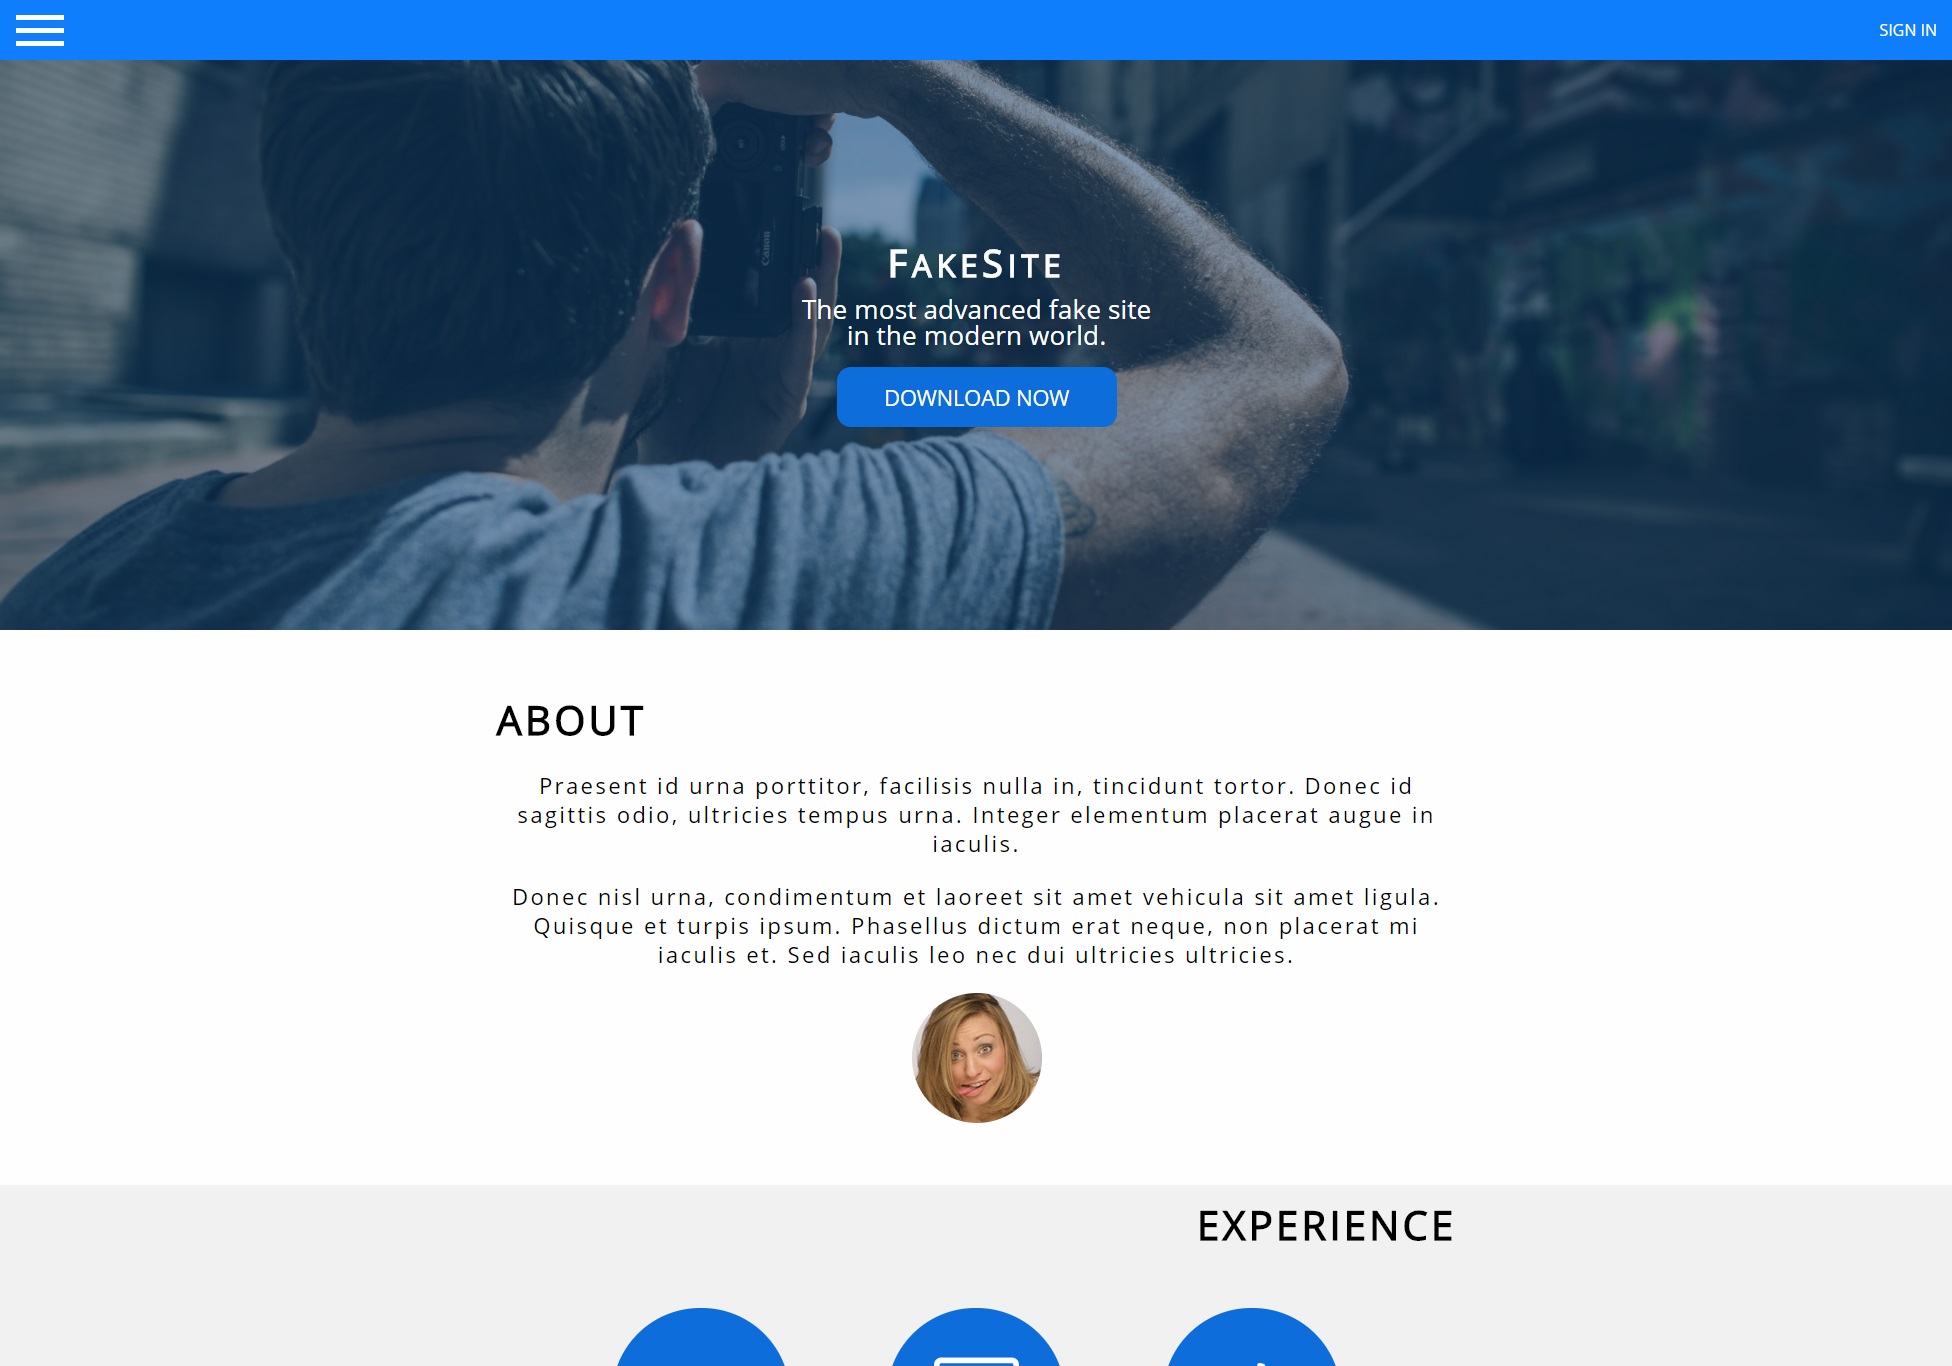 SIGN IN
Canon
FAKESITE
The most advanced fake site
in the modern world.
DOWNLOAD NOW
ABOUT
Praesent id urna porttitor, facilisis nulla in, tincidunt tortor. Donec id
sagittis odio, ultricies tempus urna. Integer elementum placerat augue in
iaculis.
Donec nisl urna, condimentum et laoreet sit amet vehicula sit amet ligula.
Quisque et turpis ipsum. Phasellus dictum erat neque, non placerat mi
iaculis et. Sed iaculis leo nec dui ultricies ultricies.
EXPERIENCE